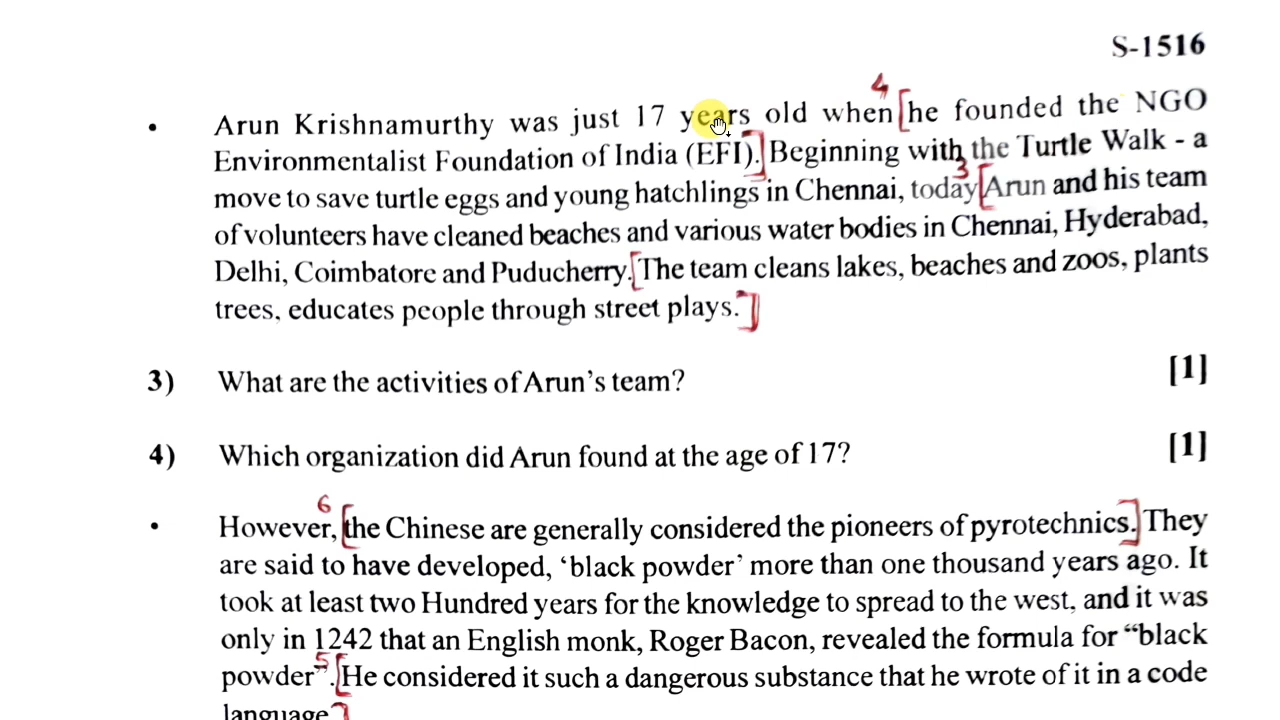 S-1516
4
• Arun Krishnamurthy was just 17 years old when [he founded the NGO
Environmentalist Foundation of India (EFI).] Beginning with the Turtle Walk - a
3
move to save turtle eggs and young hatchlings in Chennai, today [Arun and his team
of volunteers have cleaned beaches and various water bodies in Chennai, Hyderabad,
Delhi, Coimbatore and Puducherry. [The team cleans lakes, beaches and zoos, plants
trees, educates people through street plays.]
3) What are the activities of Arun's team? [1]
4) Which organization did Arun found at the age of 17? [1]
6
• However, [the Chinese are generally considered the pioneers of pyrotechnics.] They
are said to have developed, ‘black powder’ more than one thousand years ago. It
took at least two Hundred years for the knowledge to spread to the west, and it was
only in 1242 that an English monk, Roger Bacon, revealed the formula for “black
5
powder”. [He considered it such a dangerous substance that he wrote of it in a code
language]